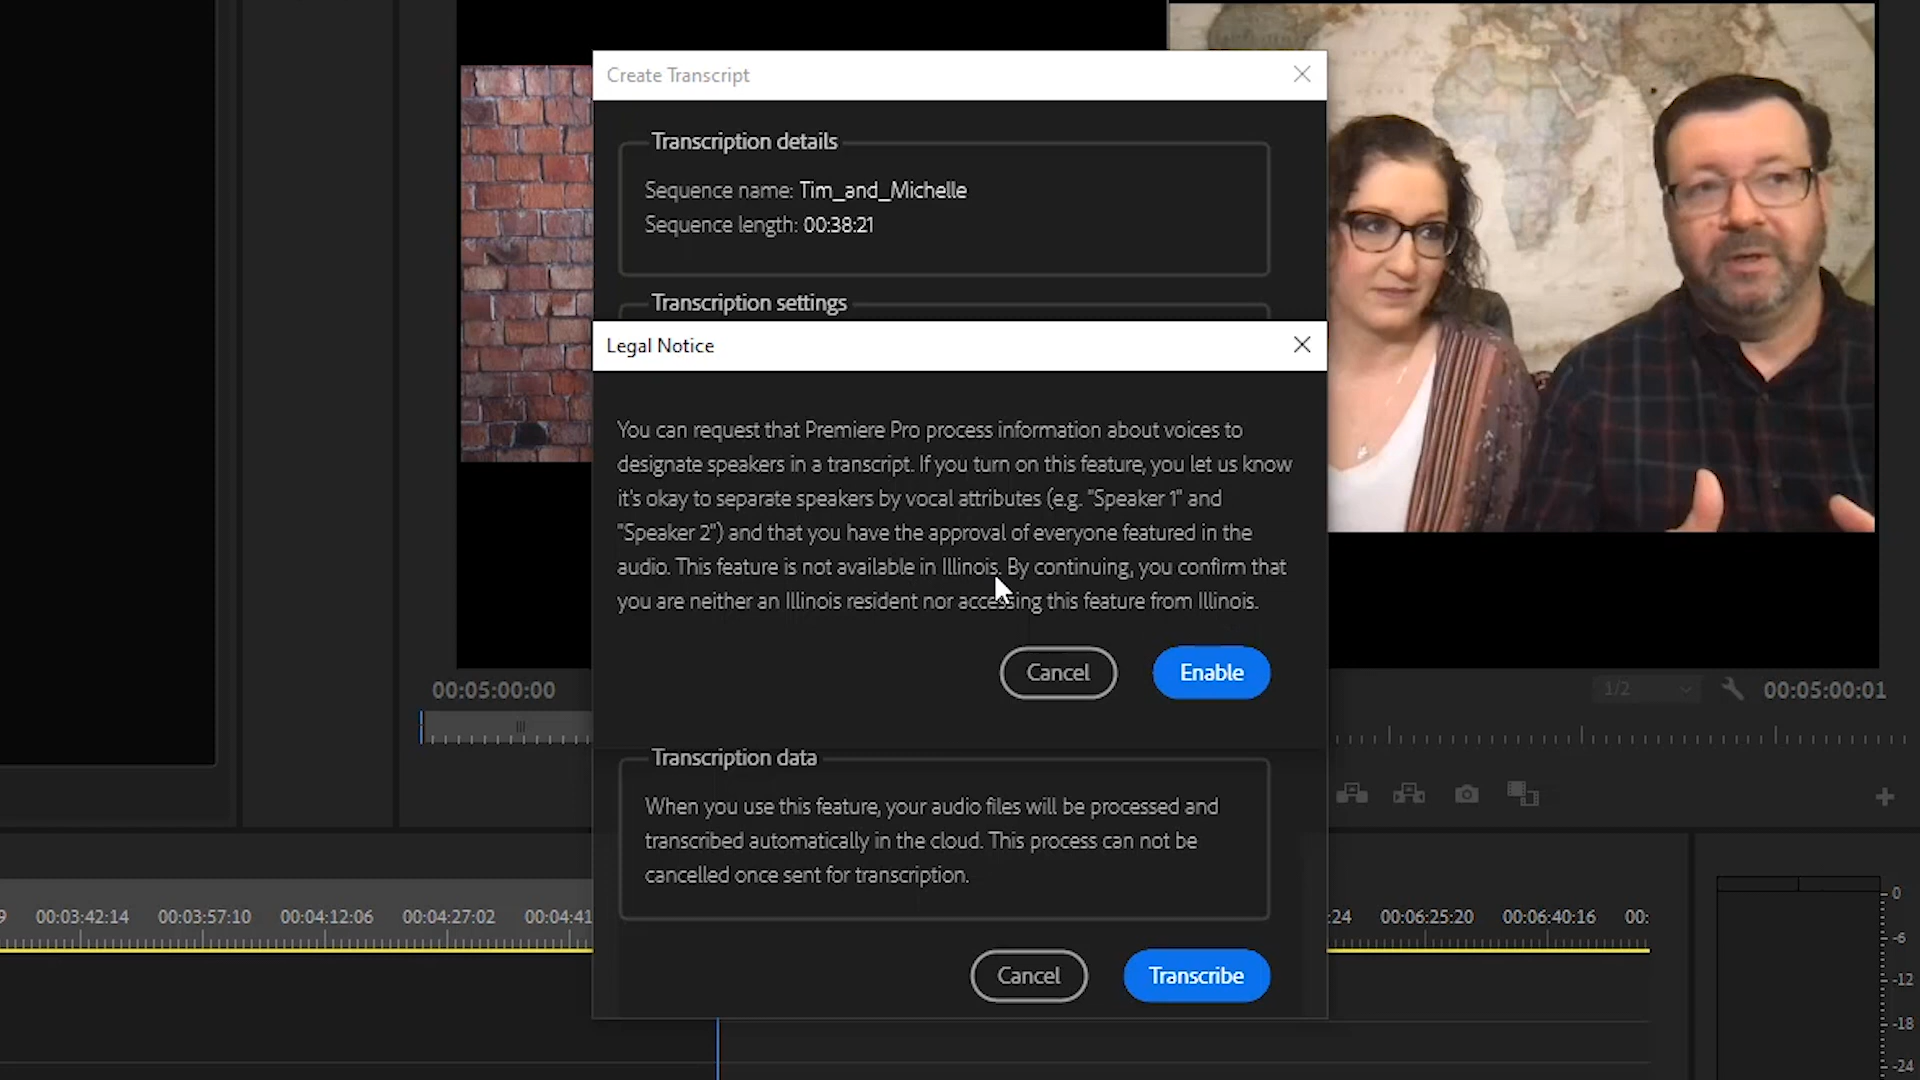 Create Transcript
Transcription details
Sequence name: Tim_and_Michelle
Sequence length: 00:38:21
Transcription settings
Legal Notice
You can request that Premiere Pro process information about voices to
designate speakers in a transcript. If you turn on this feature, you let us know
it's okay to separate speakers by vocal attributes (e.g. "Speaker 1" and
"Speaker 2") and that you have the approval of everyone featured in the
audio. This feature is not available in Illinois. By continuing, you confirm that
you are neither an Illinois resident nor accessing this feature from Illinois.
Cancel
Enable
00:05:00:00
1/2
00:05:00:01
Transcription data
When you use this feature, your audio files will be processed and
transcribed automatically in the cloud. This process can not be
cancelled once sent for transcription.
9 00:03:42:14 00:03:57:10 00:04:12:06 00:04:27:02 00:04:41
:24 00:06:25:20 00:06:40:16 00:
Cancel
Transcribe
0
-6
-12
-18
-24